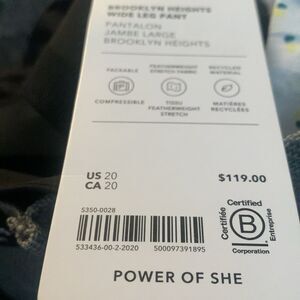 BROOKLYN HEIGHTS
WIDE LEG PANT
PANTALON
JAMBE LARGE
BROOKLYN HEIGHTS
PACKABLE
FEATHERWEIGHT
STRETCH FABRIC
RECYCLED
MATERIAL
COMPRESSIBLE
TISSU
FEATHERWEIGHT
STRETCH
MATIÈRES
RECYCLÉES
US 20
CA 20
$119.00
S350-0028
533436-00-2-2020
500097391895
Certified
Certifiée
B
Entreprise
Corporation
POWER OF SHE